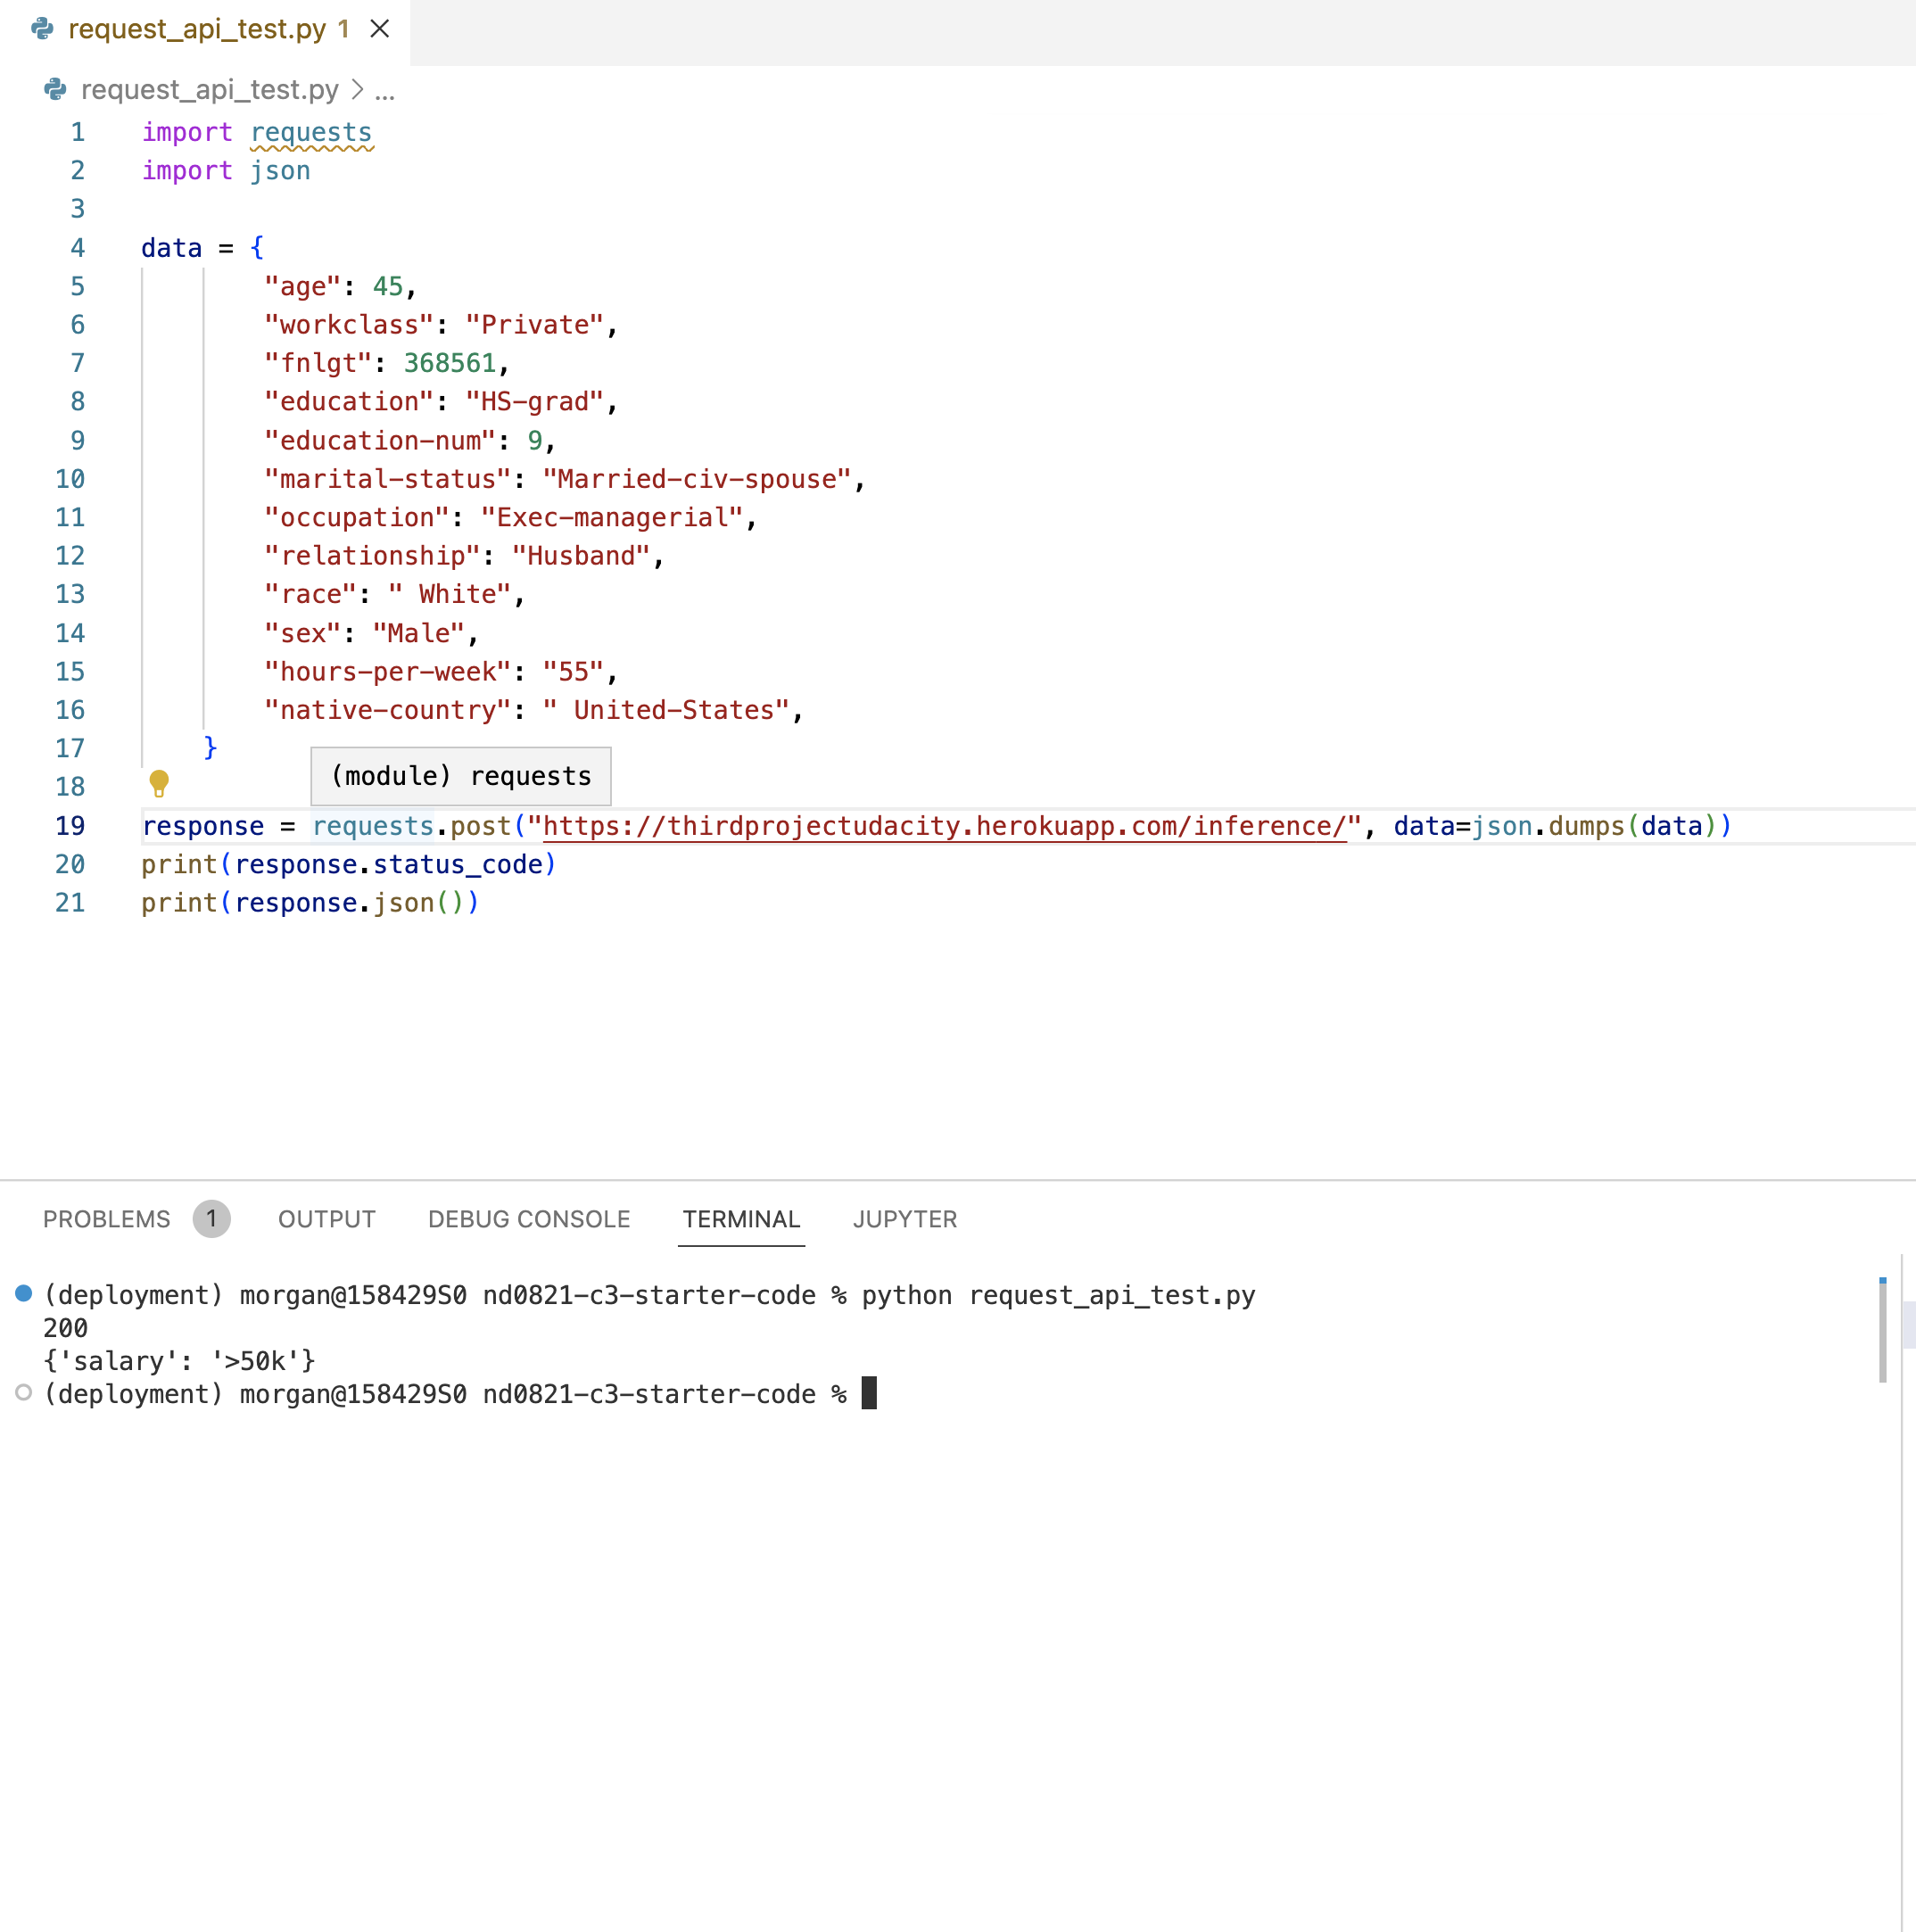 request_api_test.py 1
request_api_test.py > ...
1 import requests
2 import json
3
4 data = {
5 "age": 45,
6 "workclass": "Private",
7 "fnlgt": 368561,
8 "education": "HS-grad",
9 "education-num": 9,
10 "marital-status": "Married-civ-spouse",
11 "occupation": "Exec-managerial",
12 "relationship": "Husband",
13 "race": " White",
14 "sex": "Male",
15 "hours-per-week": "55",
16 "native-country": " United-States",
17 }
(module) requests
18
19 response = requests.post("https://thirdprojectudacity.herokuapp.com/inference/", data=json.dumps(data))
20 print(response.status_code)
21 print(response.json())
PROBLEMS 1 OUTPUT DEBUG CONSOLE TERMINAL JUPYTER
(deployment) morgan@158429S0 nd0821-c3-starter-code % python request_api_test.py
200
{'salary': '>50k'}
(deployment) morgan@158429S0 nd0821-c3-starter-code %